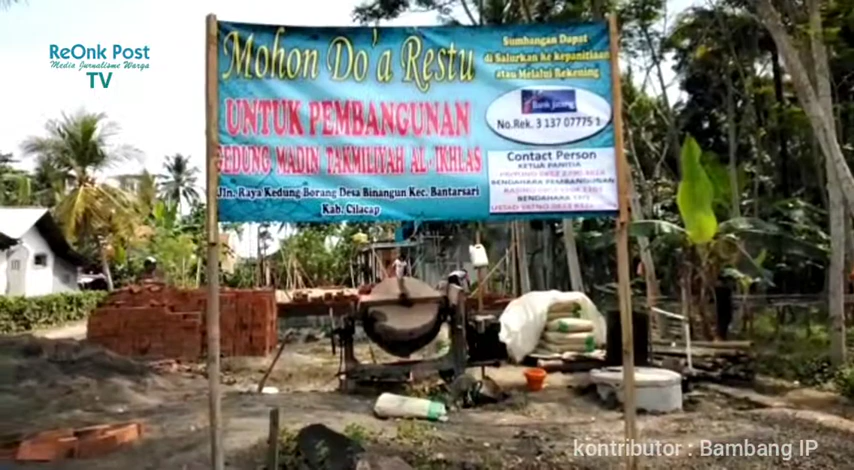 ReOnk Post
Media Jurnalisme Warga
TV
Mohon Do'a Restu
UNTUK PEMBANGUNAN
GEDUNG MADIN TAKMILIYAH AL - IKHLAS
Jln. Raya Kedung Borang Desa Binangun Kec. Bantarsari
Kab. Cilacap
Sumbangan Dapat
di Salurkan ke kepanitiaan
atau Melalui Rekening
Bank Jateng
No.Rek. 3 137 07775 1
Contact Person
KETUA PANITIA
BENDAHARA PEMBANGUNAN
BENDAHARA
kontributor : Bambang IP